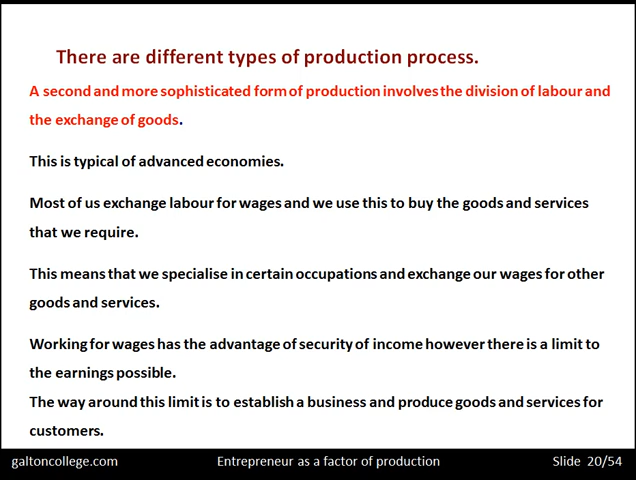 There are different types of production process.
A second and more sophisticated form of production involves the division of labour and
the exchange of goods.
This is typical of advanced economies.
Most of us exchange labour for wages and we use this to buy the goods and services
that we require.
This means that we specialise in certain occupations and exchange our wages for other
goods and services.
Working for wages has the advantage of security of income however there is a limit to
the earnings possible.
The way around this limit is to establish a business and produce goods and services for
customers.
galtoncollege.com Entrepreneur as a factor of production Slide 20/54